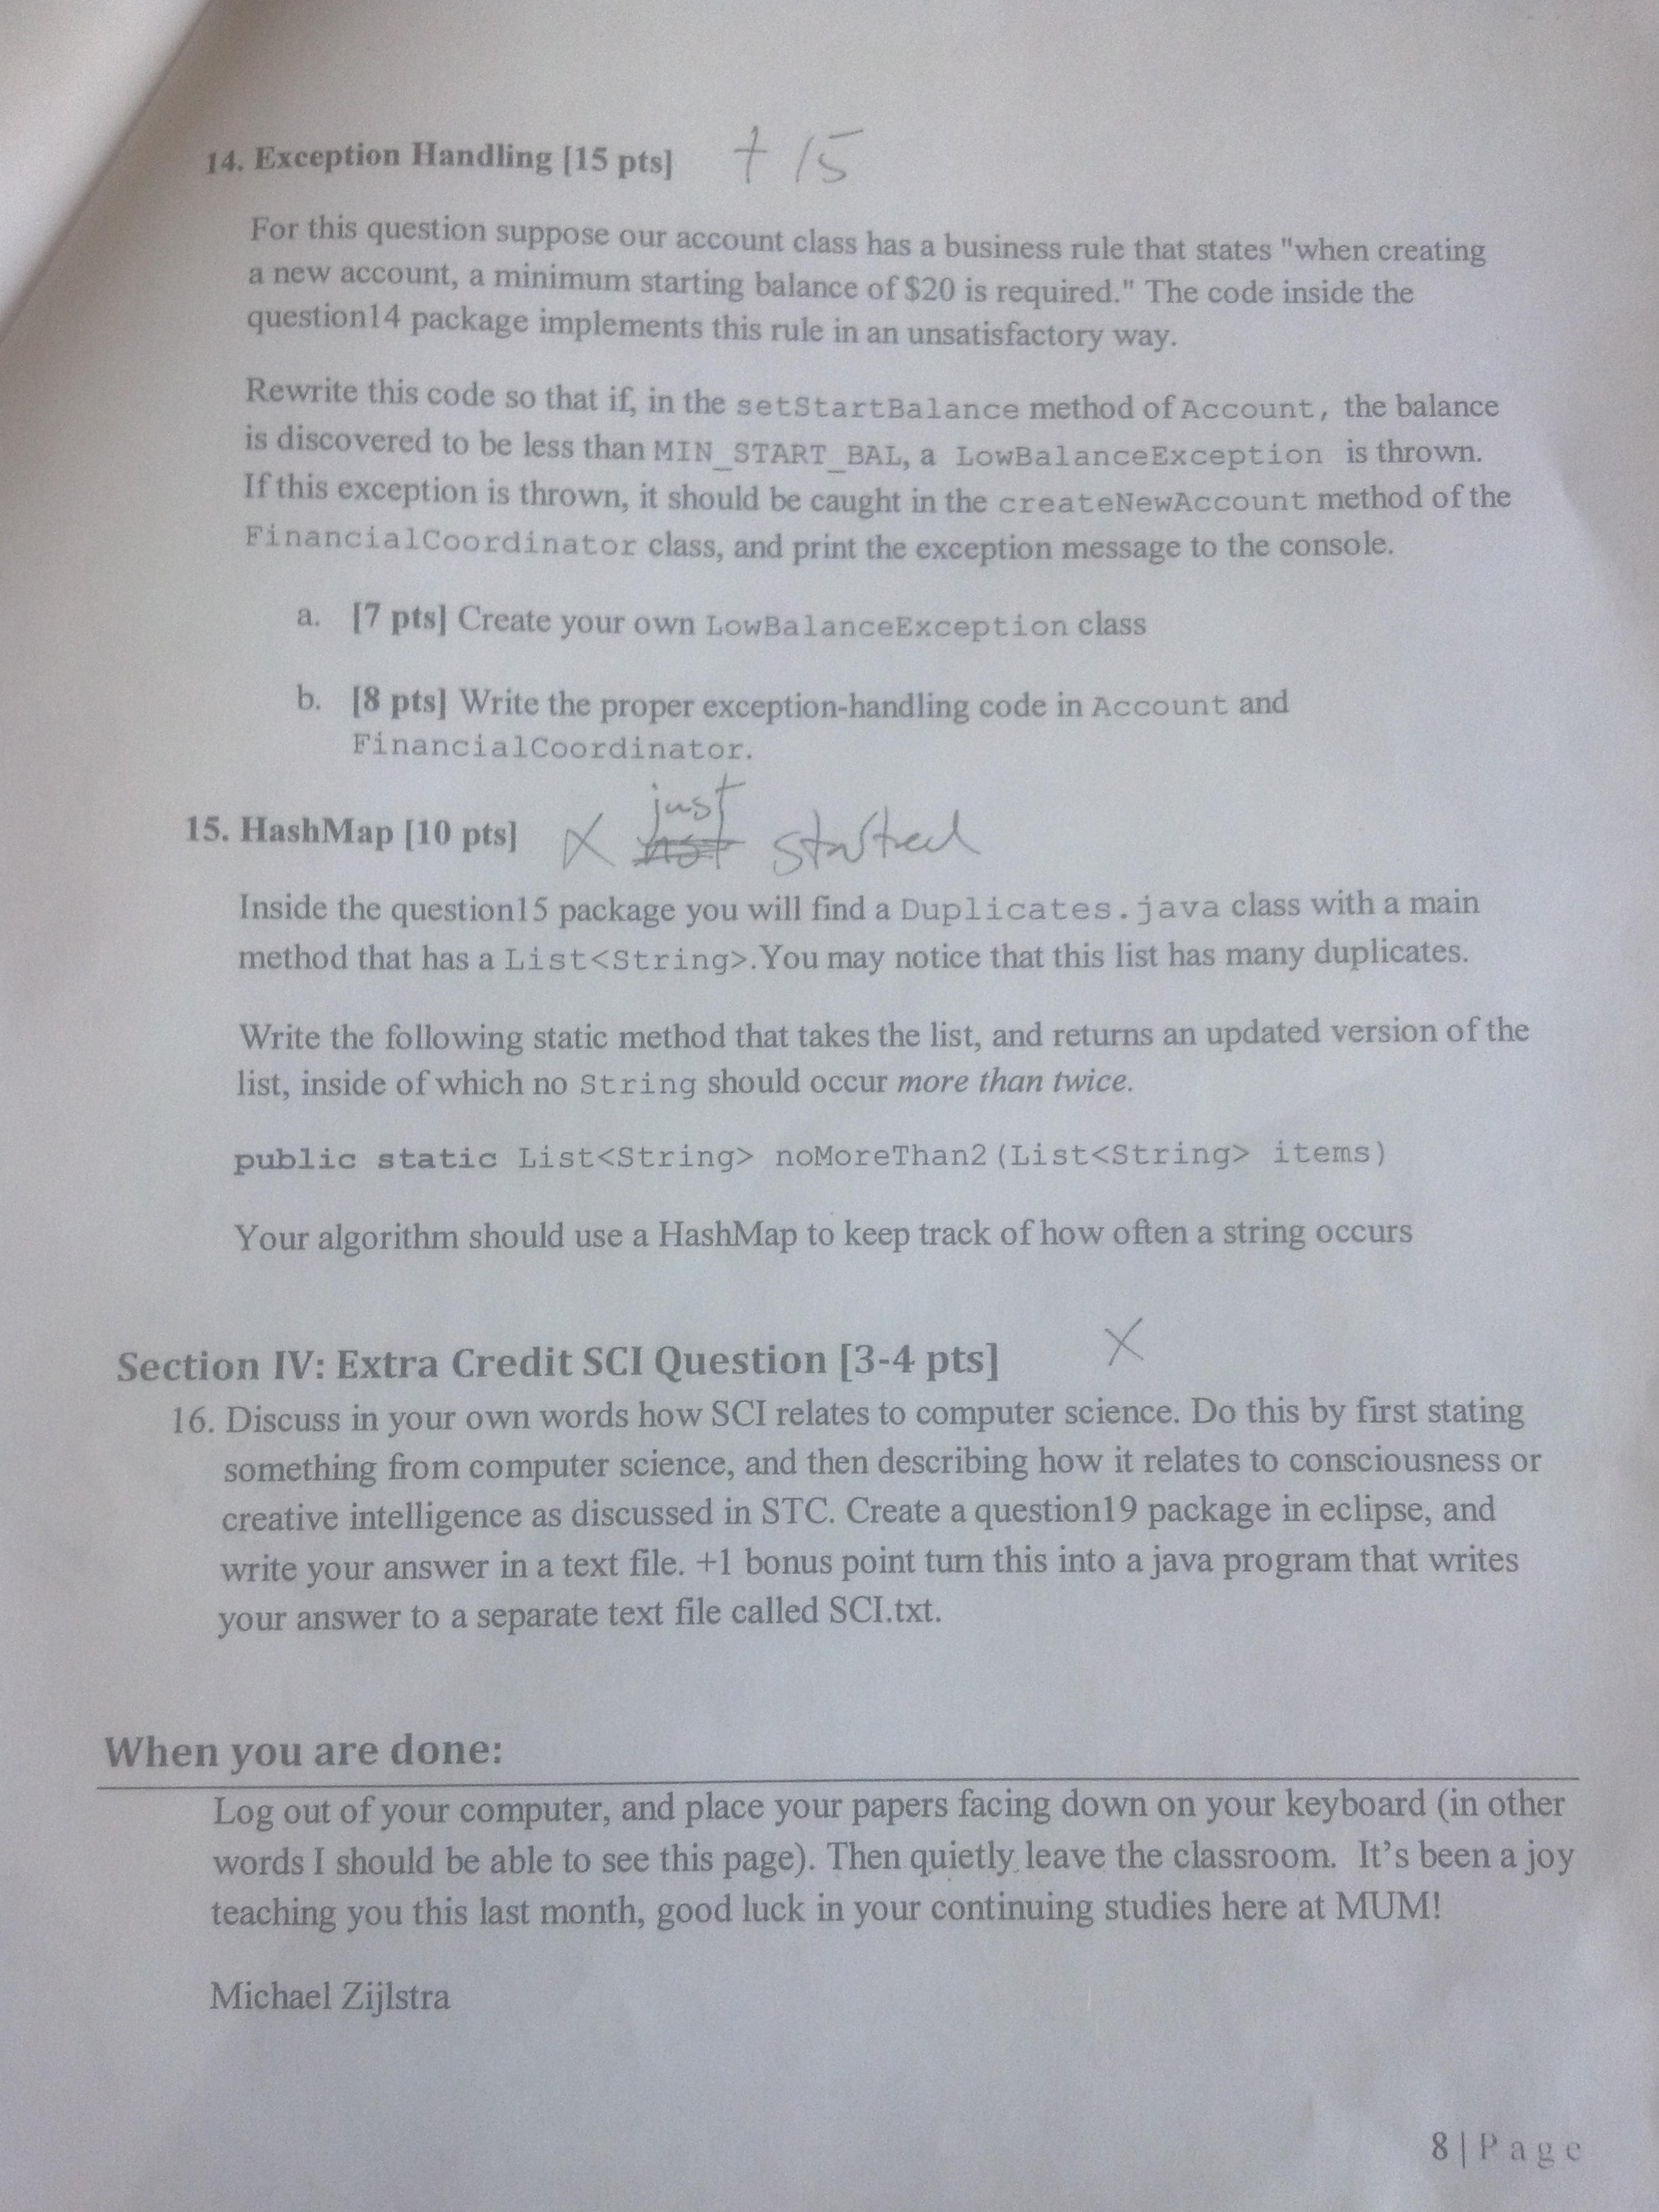 14. Exception Handling [15 pts] + 15
For this question suppose our account class has a business rule that states "when creating
a new account, a minimum starting balance of $20 is required." The code inside the
question14 package implements this rule in an unsatisfactory way.
Rewrite this code so that if, in the setStartBalance method of Account, the balance
is discovered to be less than MIN_START_BAL, a LowBalanceException is thrown.
If this exception is thrown, it should be caught in the createNewAccount method of the
FinancialCoordinator class, and print the exception message to the console.
a. [7 pts] Create your own LowBalanceException class
b. [8 pts] Write the proper exception-handling code in Account and
FinancialCoordinator.
just
15. HashMap [10 pts] X not started
Inside the question15 package you will find a Duplicates.java class with a main
method that has a List<String>.You may notice that this list has many duplicates.
Write the following static method that takes the list, and returns an updated version of the
list, inside of which no String should occur more than twice.
public static List<String> noMoreThan2(List<String> items)
Your algorithm should use a HashMap to keep track of how often a string occurs
Section IV: Extra Credit SCI Question [3-4 pts] X
16. Discuss in your own words how SCI relates to computer science. Do this by first stating
something from computer science, and then describing how it relates to consciousness or
creative intelligence as discussed in STC. Create a question19 package in eclipse, and
write your answer in a text file. +1 bonus point turn this into a java program that writes
your answer to a separate text file called SCI.txt.
When you are done:
Log out of your computer, and place your papers facing down on your keyboard (in other
words I should be able to see this page). Then quietly leave the classroom. It's been a joy
teaching you this last month, good luck in your continuing studies here at MUM!
Michael Zijlstra
8 | Page